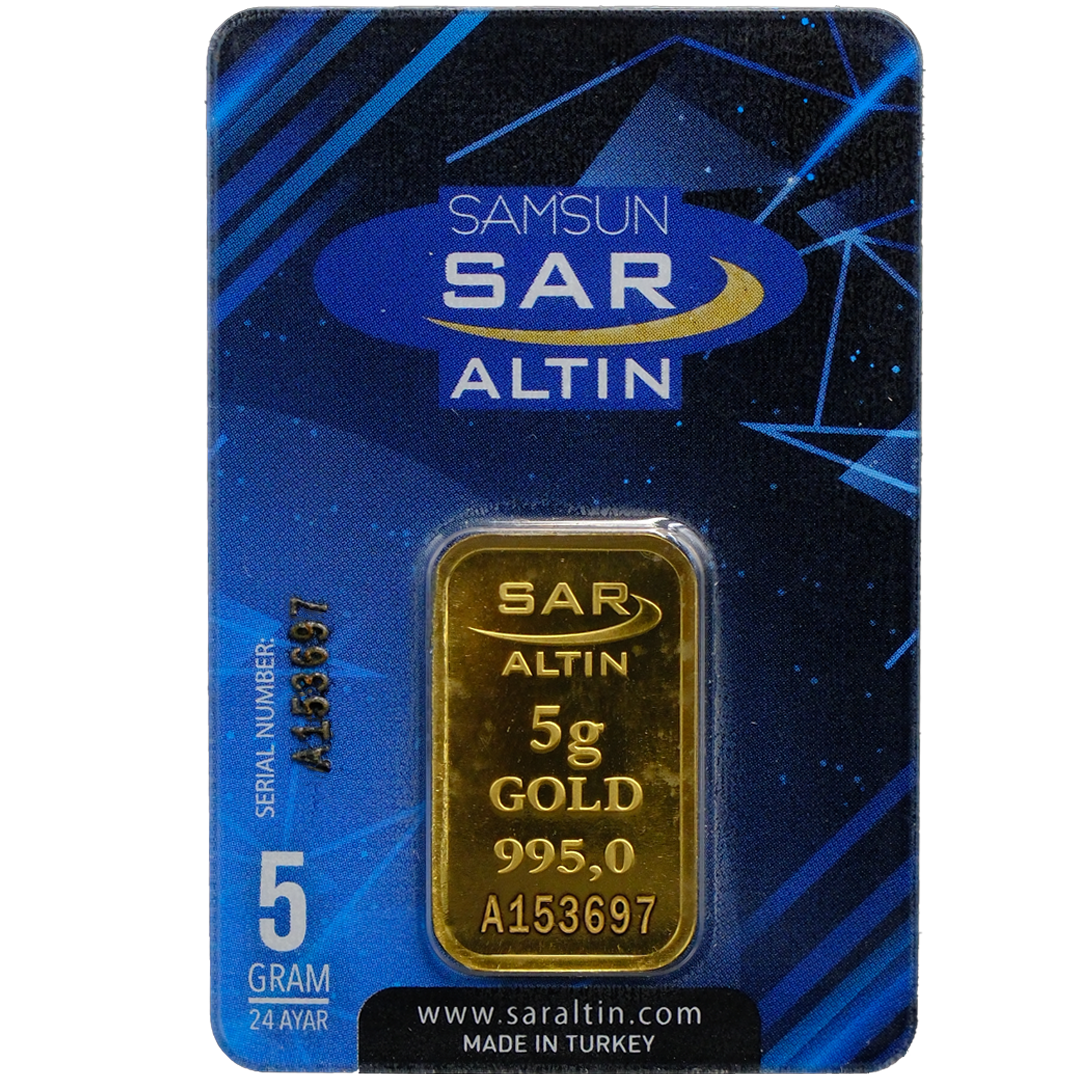 SAMSUN
SAR
ALTIN
SAR
ALTIN
5g
GOLD
995,0
A153697
SERIAL NUMBER:
A153697
5
GRAM
24 AYAR
www.saraltin.com
MADE IN TURKEY